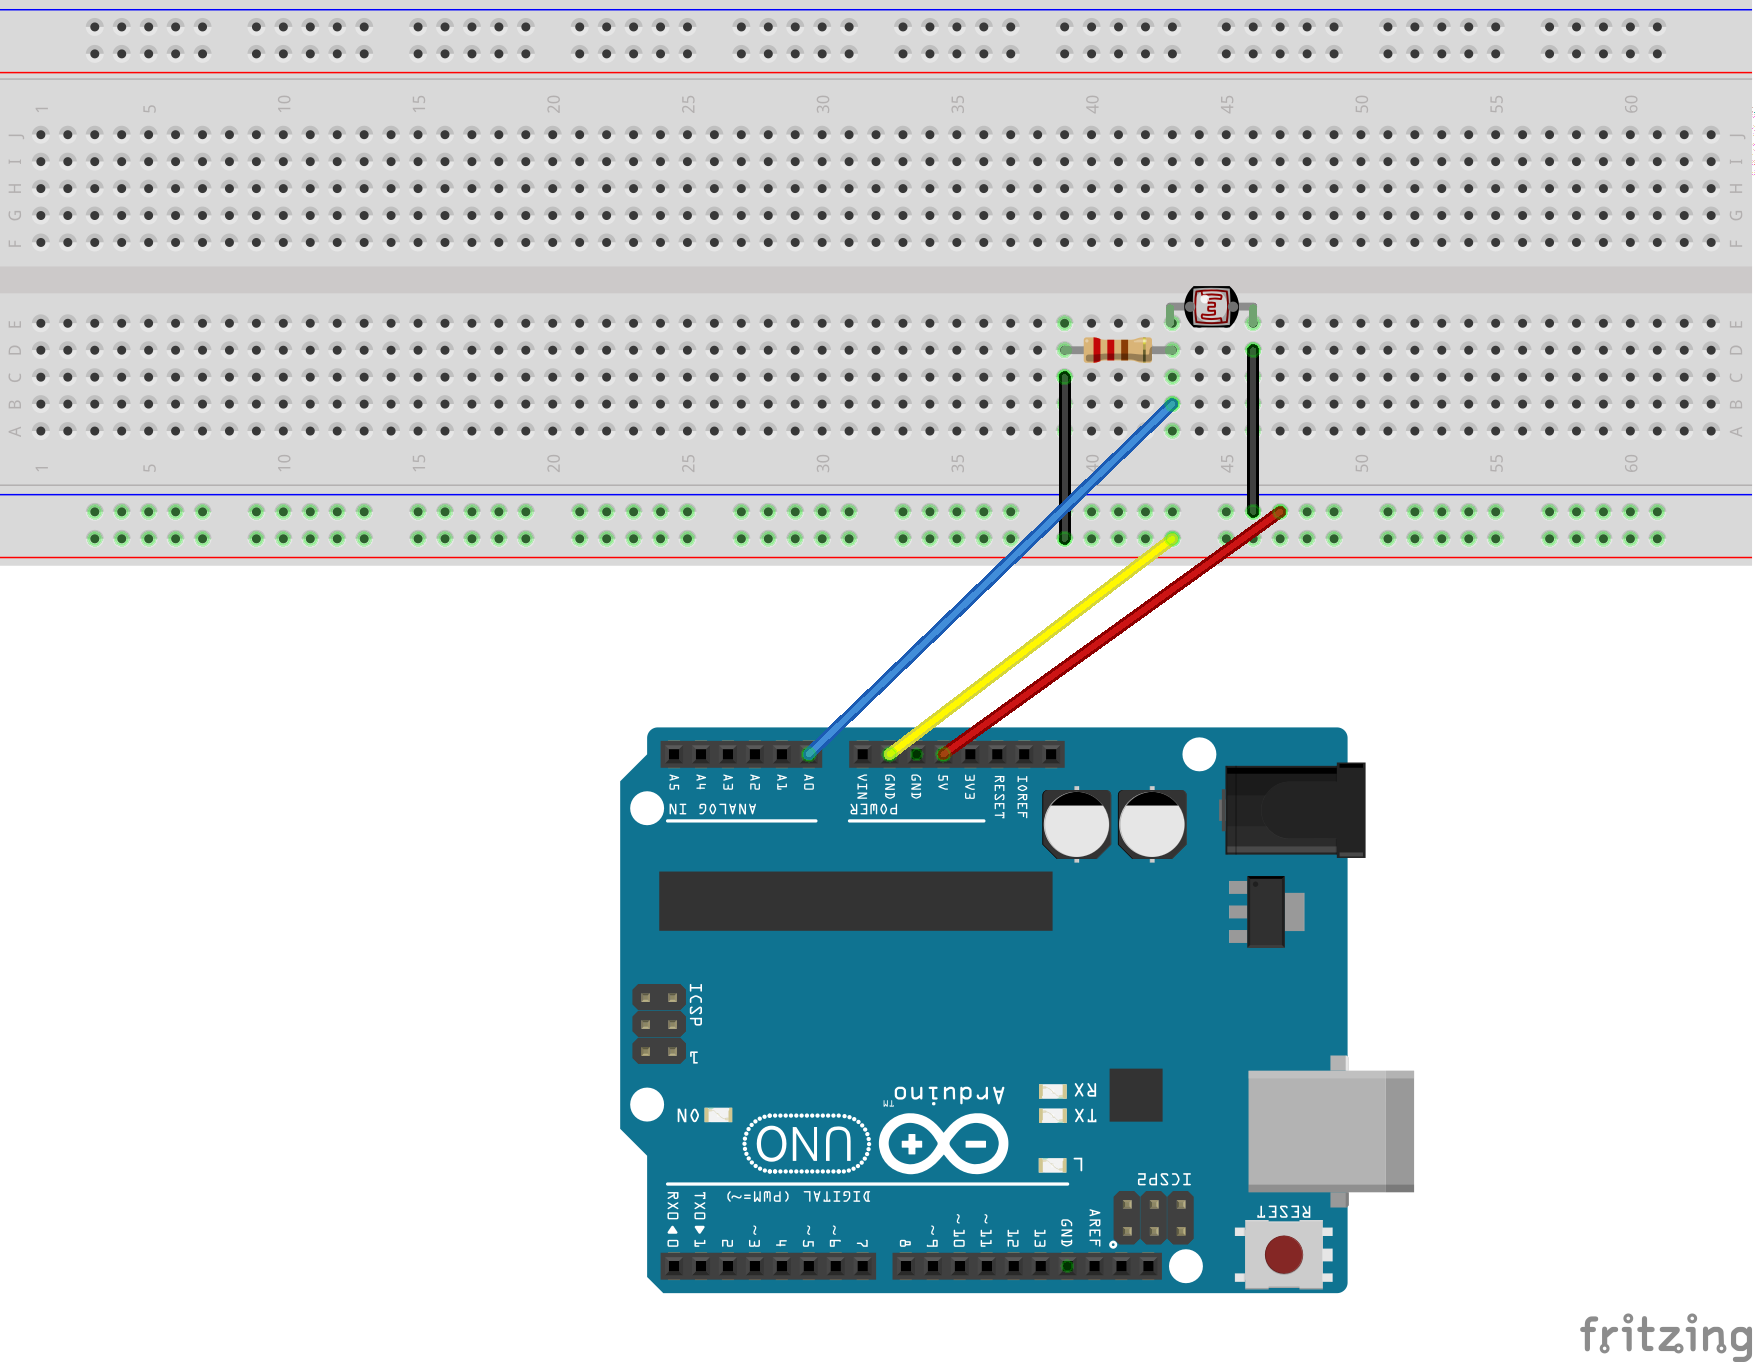 1 5 10 15 20 25 30 35 40 45 50 55 60
J J
I I
H H
G G
F F
E E
D D
C C
B B
A A
1 5 10 15 20 25 30 35 40 45 50 55 60
A5 A4 A3 A2 A1 A0 VIN GND GND 5V 3V3 RESET IOREF
ANALOG IN POWER
ICSP
1
Arduino
TM
RX
ON
TX
UNO
L
ICSP2
DIGITAL (PWM=~)
RESET
RX0◀0 TX0▶1 2 ~3 4 ~5 ~6 7 8 ~9 ~10 ~11 12 13 GND AREF
fritzing